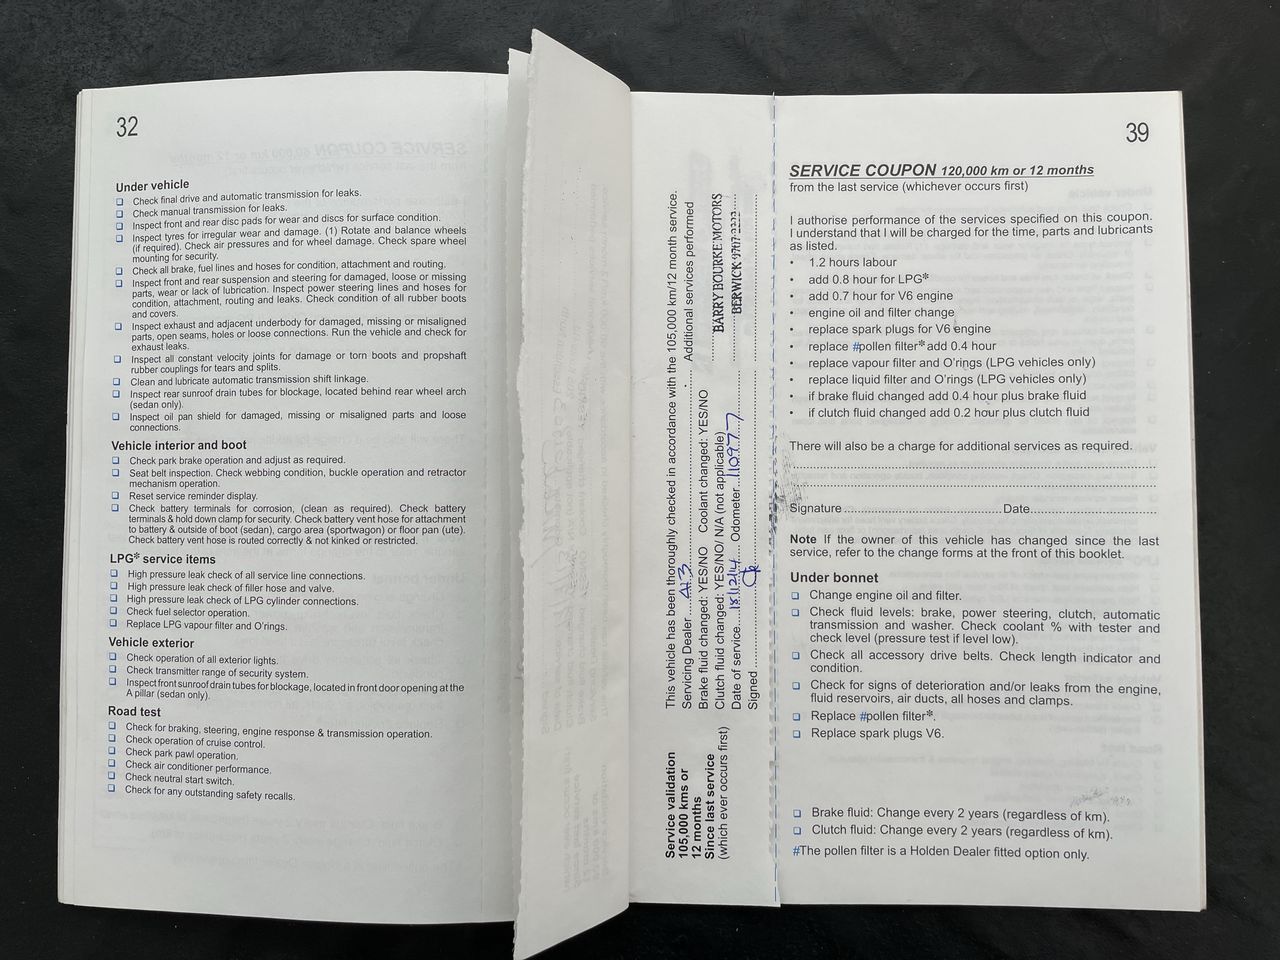 32
Under vehicle
Check final drive and automatic transmission for leaks.
Check manual transmission for leaks.
Inspect front and rear disc pads for wear and discs for surface condition.
Inspect tyres for irregular wear and damage. (1) Rotate and balance wheels
(if required). Check air pressures and for wheel damage. Check spare wheel
mounting for security.
Check all brake, fuel lines and hoses for condition, attachment and routing.
Inspect front and rear suspension and steering for damaged, loose or missing
parts, wear or lack of lubrication. Inspect power steering lines and hoses for
condition, attachment, routing and leaks. Check condition of all rubber boots
and covers.
Inspect exhaust and adjacent underbody for damaged, missing or misaligned
parts, open seams, holes or loose connections. Run the vehicle and check for
exhaust leaks.
Inspect all constant velocity joints for damage or torn boots and propshaft
rubber couplings for tears and splits.
Clean and lubricate automatic transmission shift linkage.
Inspect rear sunroof drain tubes for blockage, located behind rear wheel arch
(sedan only).
Inspect oil pan shield for damaged, missing or misaligned parts and loose
connections.
Vehicle interior and boot
Check park brake operation and adjust as required.
Seat belt inspection. Check webbing condition, buckle operation and retractor
mechanism operation.
Reset service reminder display.
Check battery terminals for corrosion, (clean as required). Check battery
terminals & hold down clamp for security. Check battery vent hose for attachment
to battery & outside of boot (sedan), cargo area (sportwagon) or floor pan (ute).
Check battery vent hose is routed correctly & not kinked or restricted.
LPG* service items
High pressure leak check of all service line connections.
High pressure leak check of filler hose and valve.
High pressure leak check of LPG cylinder connections.
Check fuel selector operation.
Replace LPG vapour filter and O'rings.
Vehicle exterior
Check operation of all exterior lights.
Check transmitter range of security system.
Inspect front sunroof drain tubes for blockage, located in front door opening at the
A pillar (sedan only).
Road test
Check for braking, steering, engine response & transmission operation.
Check operation of cruise control.
Check park pawl operation.
Check air conditioner performance.
Check neutral start switch.
Check for any outstanding safety recalls.
Service validation
105,000 kms or
12 months
Since last service
(which ever occurs first)
This vehicle has been thoroughly checked in accordance with the 105,000 km/12 month service.
Servicing Dealer ........ Additional services performed
Brake fluid changed: YES/NO Coolant changed: YES/NO
Clutch fluid changed: YES/NO/ N/A (not applicable)
Date of service....18/12/14.... Odometer...110977
Signed
BARRY BOURKE MOTORS
BERWICK 9707-2222
39
SERVICE COUPON 120,000 km or 12 months
from the last service (whichever occurs first)
I authorise performance of the services specified on this coupon.
I understand that I will be charged for the time, parts and lubricants
as listed.
• 1.2 hours labour
• add 0.8 hour for LPG*
• add 0.7 hour for V6 engine
• engine oil and filter change
• replace spark plugs for V6 engine
• replace #pollen filter* add 0.4 hour
• replace vapour filter and O'rings (LPG vehicles only)
• replace liquid filter and O'rings (LPG vehicles only)
• if brake fluid changed add 0.4 hour plus brake fluid
• if clutch fluid changed add 0.2 hour plus clutch fluid
There will also be a charge for additional services as required.
Signature.............................Date.......................
Note If the owner of this vehicle has changed since the last
service, refer to the change forms at the front of this booklet.
Under bonnet
Change engine oil and filter.
Check fluid levels: brake, power steering, clutch, automatic
transmission and washer. Check coolant % with tester and
check level (pressure test if level low).
Check all accessory drive belts. Check length indicator and
condition.
Check for signs of deterioration and/or leaks from the engine,
fluid reservoirs, air ducts, all hoses and clamps.
Replace #pollen filter*.
Replace spark plugs V6.
Brake fluid: Change every 2 years (regardless of km).
Clutch fluid: Change every 2 years (regardless of km).
#The pollen filter is a Holden Dealer fitted option only.